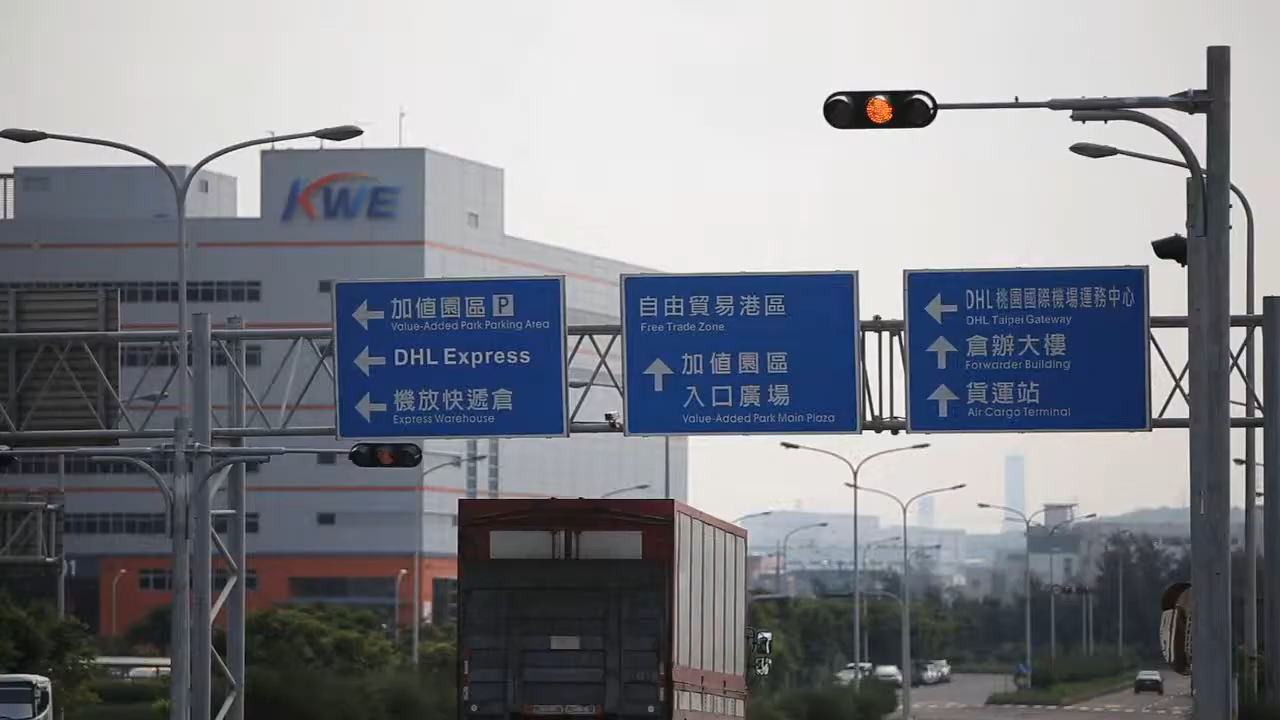 KWE
加值園區 P
Value-Added Park Parking Area
DHL Express
機放快遞倉
Express Warehouse
自由貿易港區
Free Trade Zone
加值園區
入口廣場
Value-Added Park Main Plaza
DHL桃園國際機場運務中心
DHL Taipei Gateway
倉辦大樓
Forwarder Building
貨運站
Air Cargo Terminal